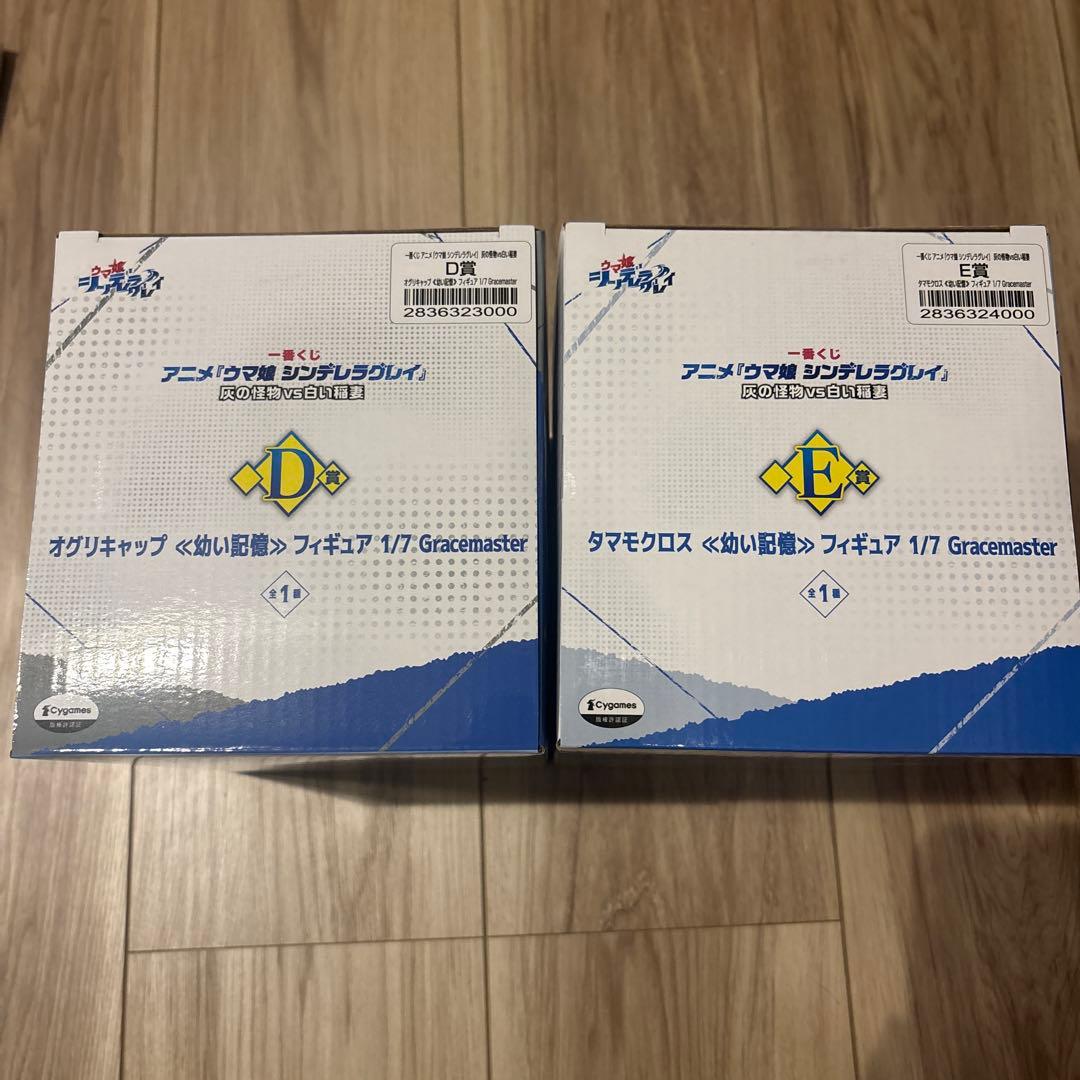 ウマ娘
シンデレラグレイ
一番くじ アニメ『ウマ娘 シンデレラグレイ』 灰の怪物vs白い稲妻
D賞
オグリキャップ ≪幼い記憶≫ フィギュア 1/7 Gracemaster
2836323000
一番くじ
アニメ『ウマ娘 シンデレラグレイ』
灰の怪物vs白い稲妻
D賞
オグリキャップ ≪幼い記憶≫ フィギュア 1/7 Gracemaster
全1種
Cygames
版権許諾証
ウマ娘
シンデレラグレイ
一番くじ アニメ『ウマ娘 シンデレラグレイ』 灰の怪物vs白い稲妻
E賞
タマモクロス ≪幼い記憶≫ フィギュア 1/7 Gracemaster
2836324000
一番くじ
アニメ『ウマ娘 シンデレラグレイ』
灰の怪物vs白い稲妻
E賞
タマモクロス ≪幼い記憶≫ フィギュア 1/7 Gracemaster
全1種
Cygames
版権許諾証